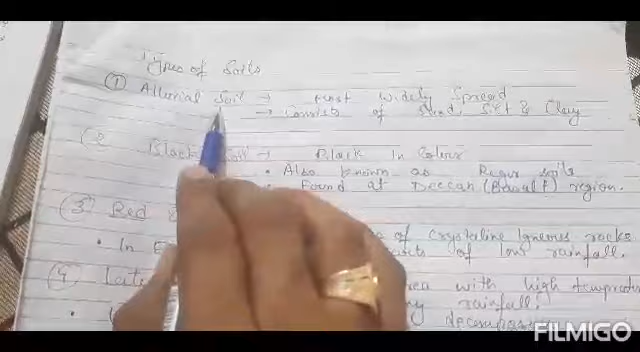 Types of Soils
① Alluvial Soil → Most Widely Spread
→ Consists of Sand, Silt & Clay
② Black Soil → Black In Colour
• Also known as Regur soils
• Found at Deccan (Basalt) region.
③ Red
• In of Crystalline Igneous rocks
of low rainfall.
④ Late area with high temperature
rainfall.
FILMIGO